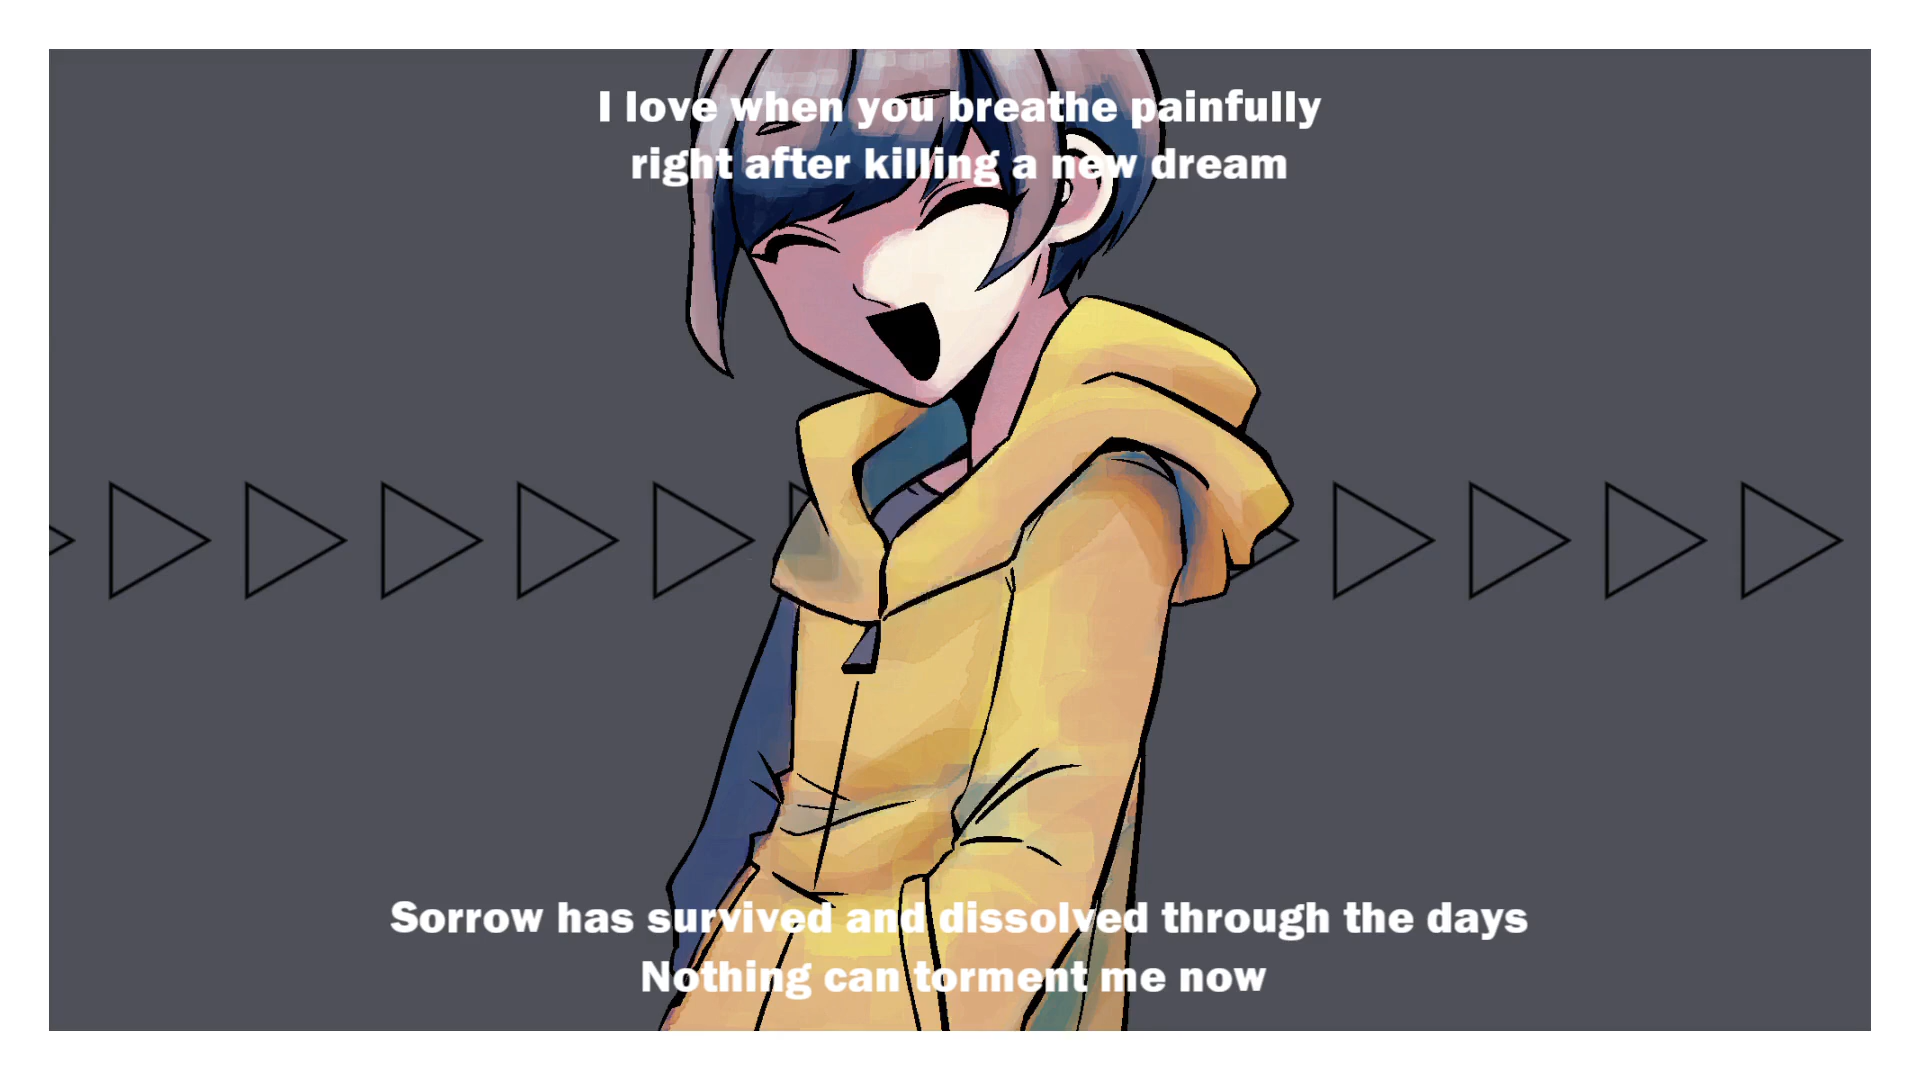 I love when you breathe painfully
right after killing a new dream
Sorrow has survived and dissolved through the days
Nothing can torment me now